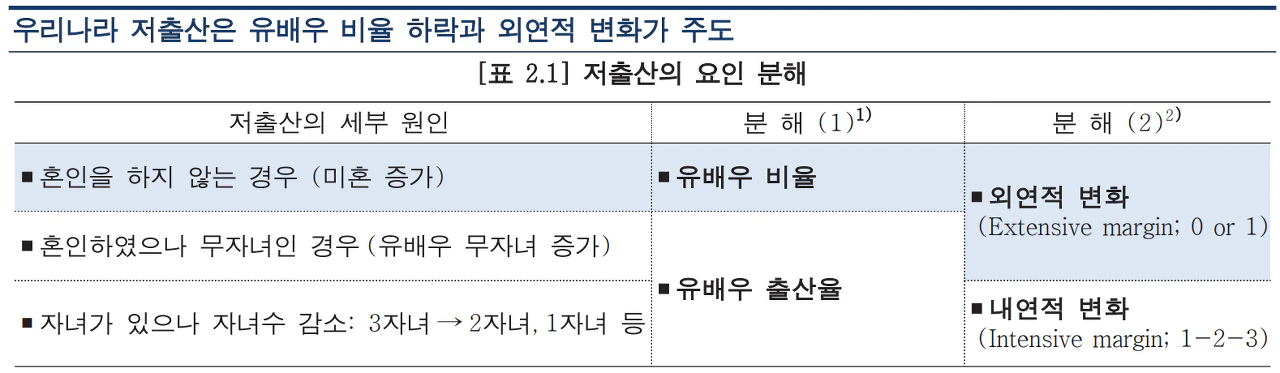 우리나라 저출산은 유배우 비율 하락과 외연적 변화가 주도
[표 2.1] 저출산의 요인 분해
저출산의 세부 원인
분 해 (1)1)
분 해 (2)2)
■ 혼인을 하지 않는 경우 (미혼 증가)
■ 유배우 비율
■ 외연적 변화
(Extensive margin; 0 or 1)
■ 혼인하였으나 무자녀인 경우 (유배우 무자녀 증가)
■ 유배우 출산율
■ 자녀가 있으나 자녀수 감소: 3자녀→2자녀, 1자녀 등
■ 내연적 변화
(Intensive margin; 1-2-3)